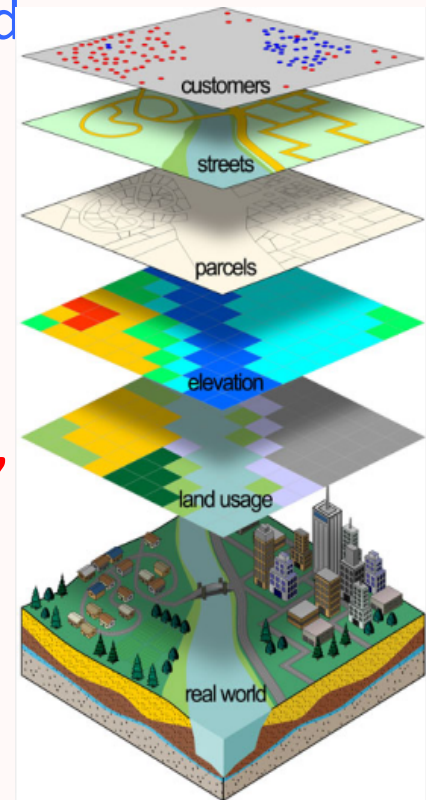 d
customers
streets
parcels
elevation
land usage
real world